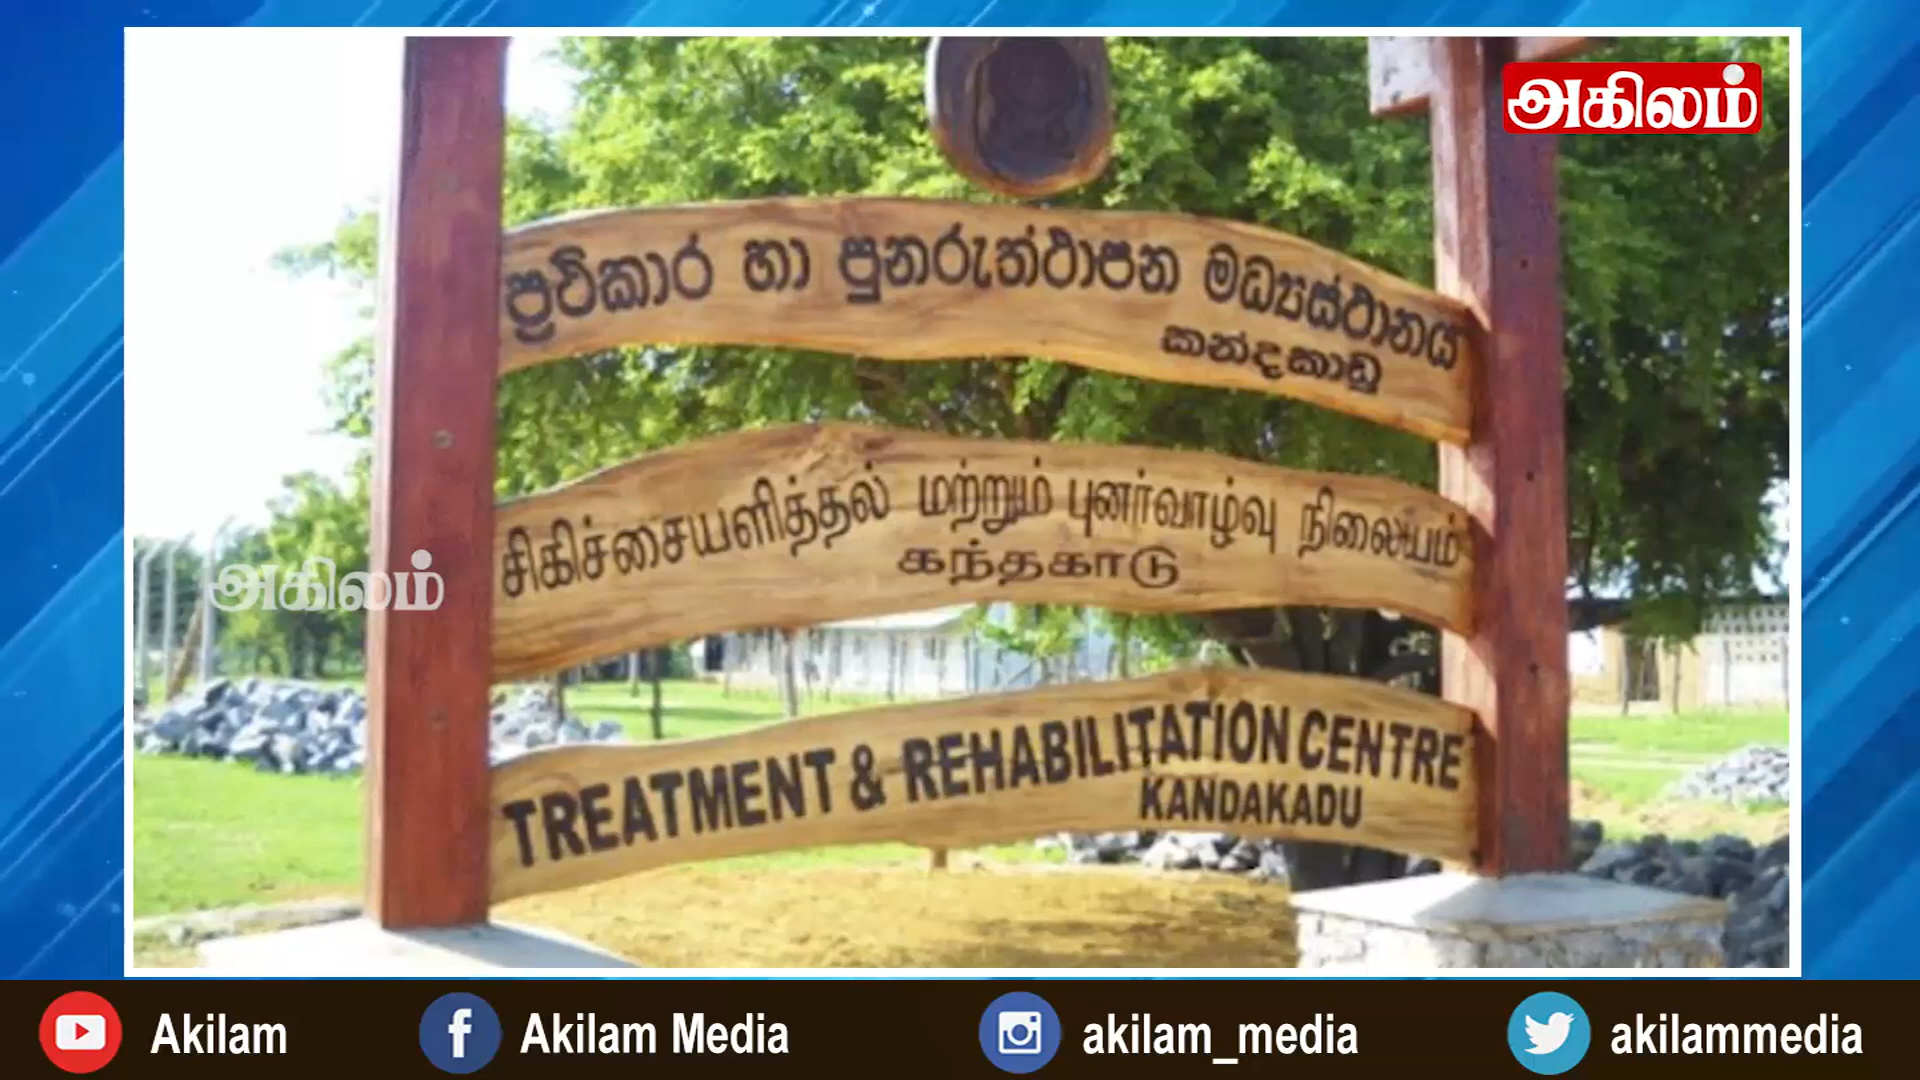 அகிலம்
ප්‍රථිකාර හා පුනරුත්ථාපන මධ්‍යස්ථානය
කන්දකාඩු
சிகிச்சையளித்தல் மற்றும் புனர்வாழ்வு நிலையம்
கந்தகாடு
அகிலம்
TREATMENT & REHABILITATION CENTRE
KANDAKADU
Akilam
Akilam Media
akilam_media
akilammedia